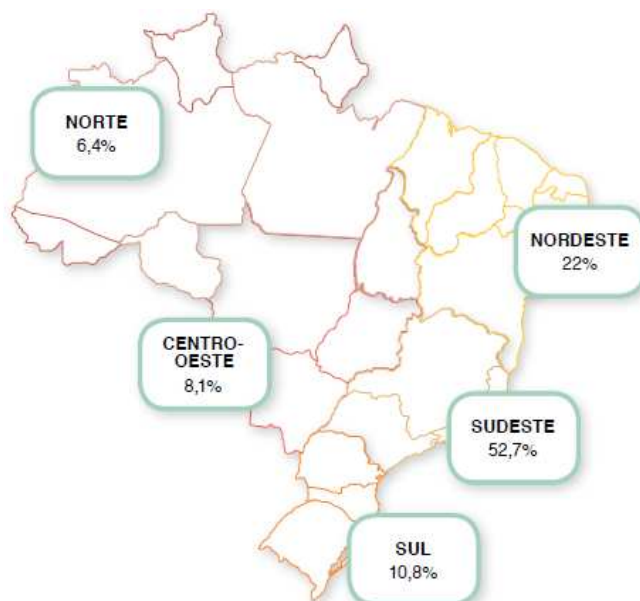 NORTE
6,4%
NORDESTE
22%
CENTRO-
OESTE
8,1%
SUDESTE
52,7%
SUL
10,8%